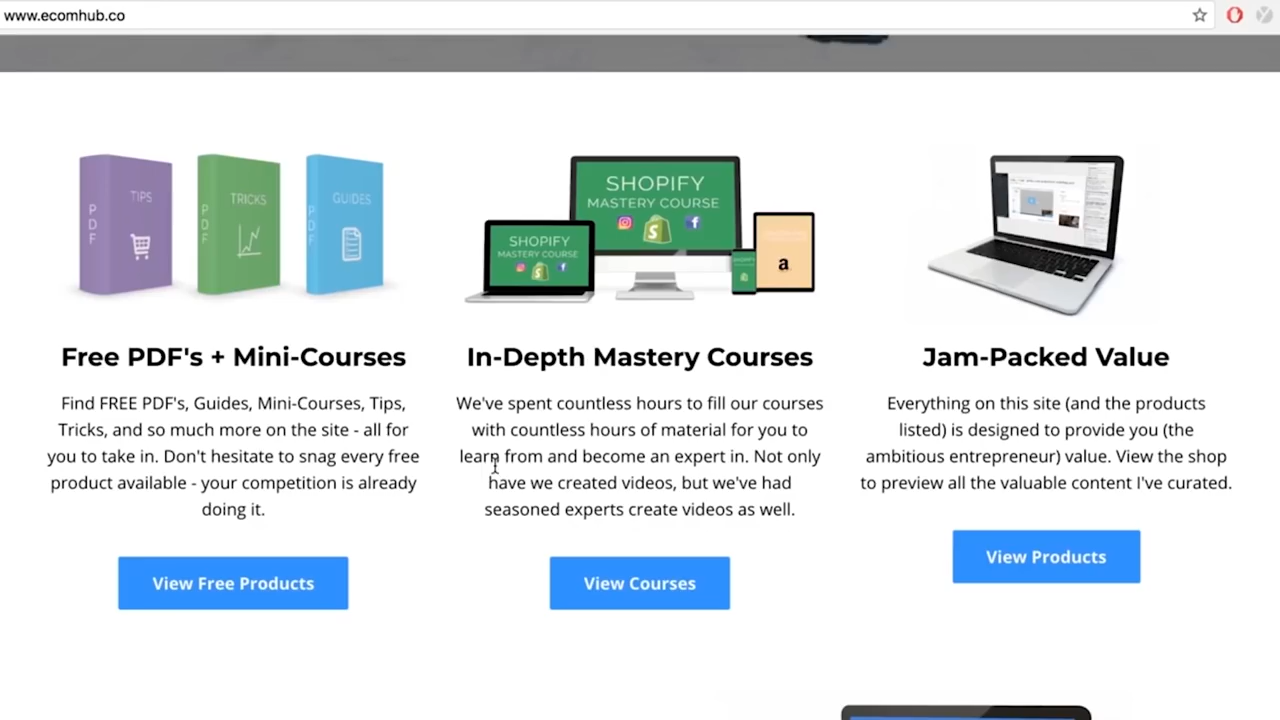 www.ecomhub.co
PDF
TIPS
PDF
TRICKS
PDF
GUIDES
SHOPIFY
MASTERY COURSE
SHOPIFY
MASTERY COURSE
a
Free PDF's + Mini-Courses
Find FREE PDF's, Guides, Mini-Courses, Tips,
Tricks, and so much more on the site - all for
you to take in. Don't hesitate to snag every free
product available - your competition is already
doing it.
View Free Products
In-Depth Mastery Courses
We've spent countless hours to fill our courses
with countless hours of material for you to
learn from and become an expert in. Not only
have we created videos, but we've had
seasoned experts create videos as well.
View Courses
Jam-Packed Value
Everything on this site (and the products
listed) is designed to provide you (the
ambitious entrepreneur) value. View the shop
to preview all the valuable content I've curated.
View Products